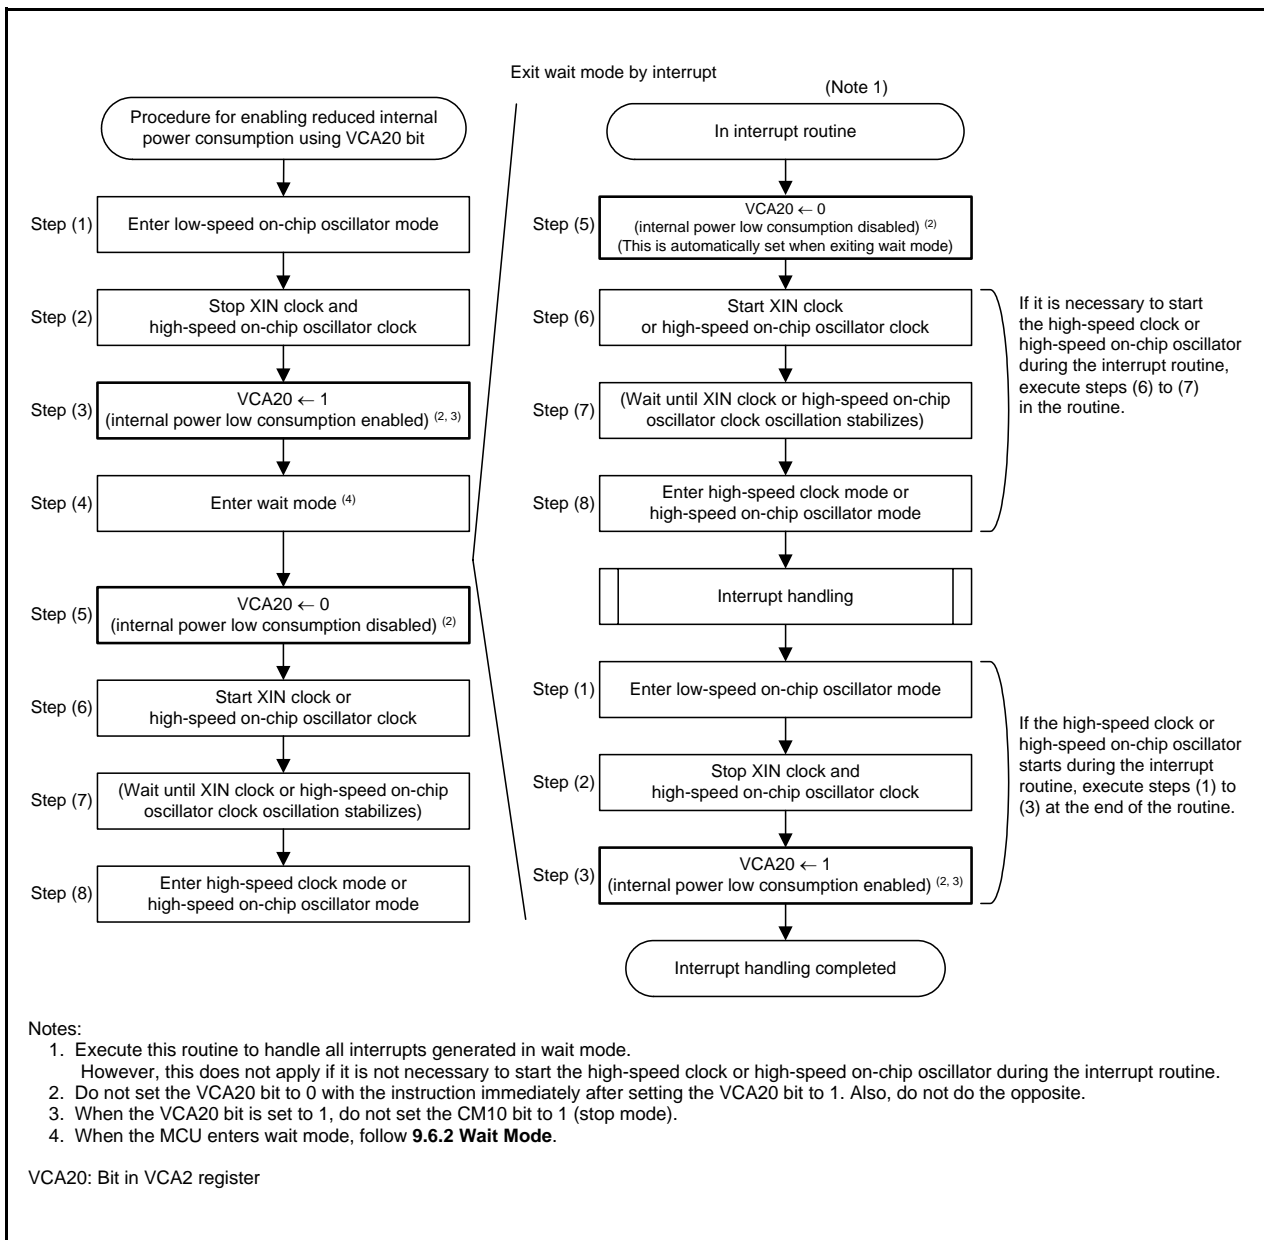 Exit wait mode by interrupt
Procedure for enabling reduced internal
power consumption using VCA20 bit
Step (1)
Enter low-speed on-chip oscillator mode
Step (2)
Stop XIN clock and
high-speed on-chip oscillator clock
Step (3)
VCA20 ← 1
(internal power low consumption enabled) (2, 3)
Step (4)
Enter wait mode (4)
Step (5)
VCA20 ← 0
(internal power low consumption disabled) (2)
Step (6)
Start XIN clock or
high-speed on-chip oscillator clock
Step (7)
(Wait until XIN clock or high-speed on-chip
oscillator clock oscillation stabilizes)
Step (8)
Enter high-speed clock mode or
high-speed on-chip oscillator mode
(Note 1)
In interrupt routine
Step (5)
VCA20 ← 0
(internal power low consumption disabled) (2)
(This is automatically set when exiting wait mode)
Step (6)
Start XIN clock
or high-speed on-chip oscillator clock
Step (7)
(Wait until XIN clock or high-speed on-chip
oscillator clock oscillation stabilizes)
Step (8)
Enter high-speed clock mode or
high-speed on-chip oscillator mode
If it is necessary to start
the high-speed clock or
high-speed on-chip oscillator
during the interrupt routine,
execute steps (6) to (7)
in the routine.
Interrupt handling
Step (1)
Enter low-speed on-chip oscillator mode
Step (2)
Stop XIN clock and
high-speed on-chip oscillator clock
Step (3)
VCA20 ← 1
(internal power low consumption enabled) (2, 3)
If the high-speed clock or
high-speed on-chip oscillator
starts during the interrupt
routine, execute steps (1) to
(3) at the end of the routine.
Interrupt handling completed
Notes:
1. Execute this routine to handle all interrupts generated in wait mode.
However, this does not apply if it is not necessary to start the high-speed clock or high-speed on-chip oscillator during the interrupt routine.
2. Do not set the VCA20 bit to 0 with the instruction immediately after setting the VCA20 bit to 1. Also, do not do the opposite.
3. When the VCA20 bit is set to 1, do not set the CM10 bit to 1 (stop mode).
4. When the MCU enters wait mode, follow 9.6.2 Wait Mode.
VCA20: Bit in VCA2 register